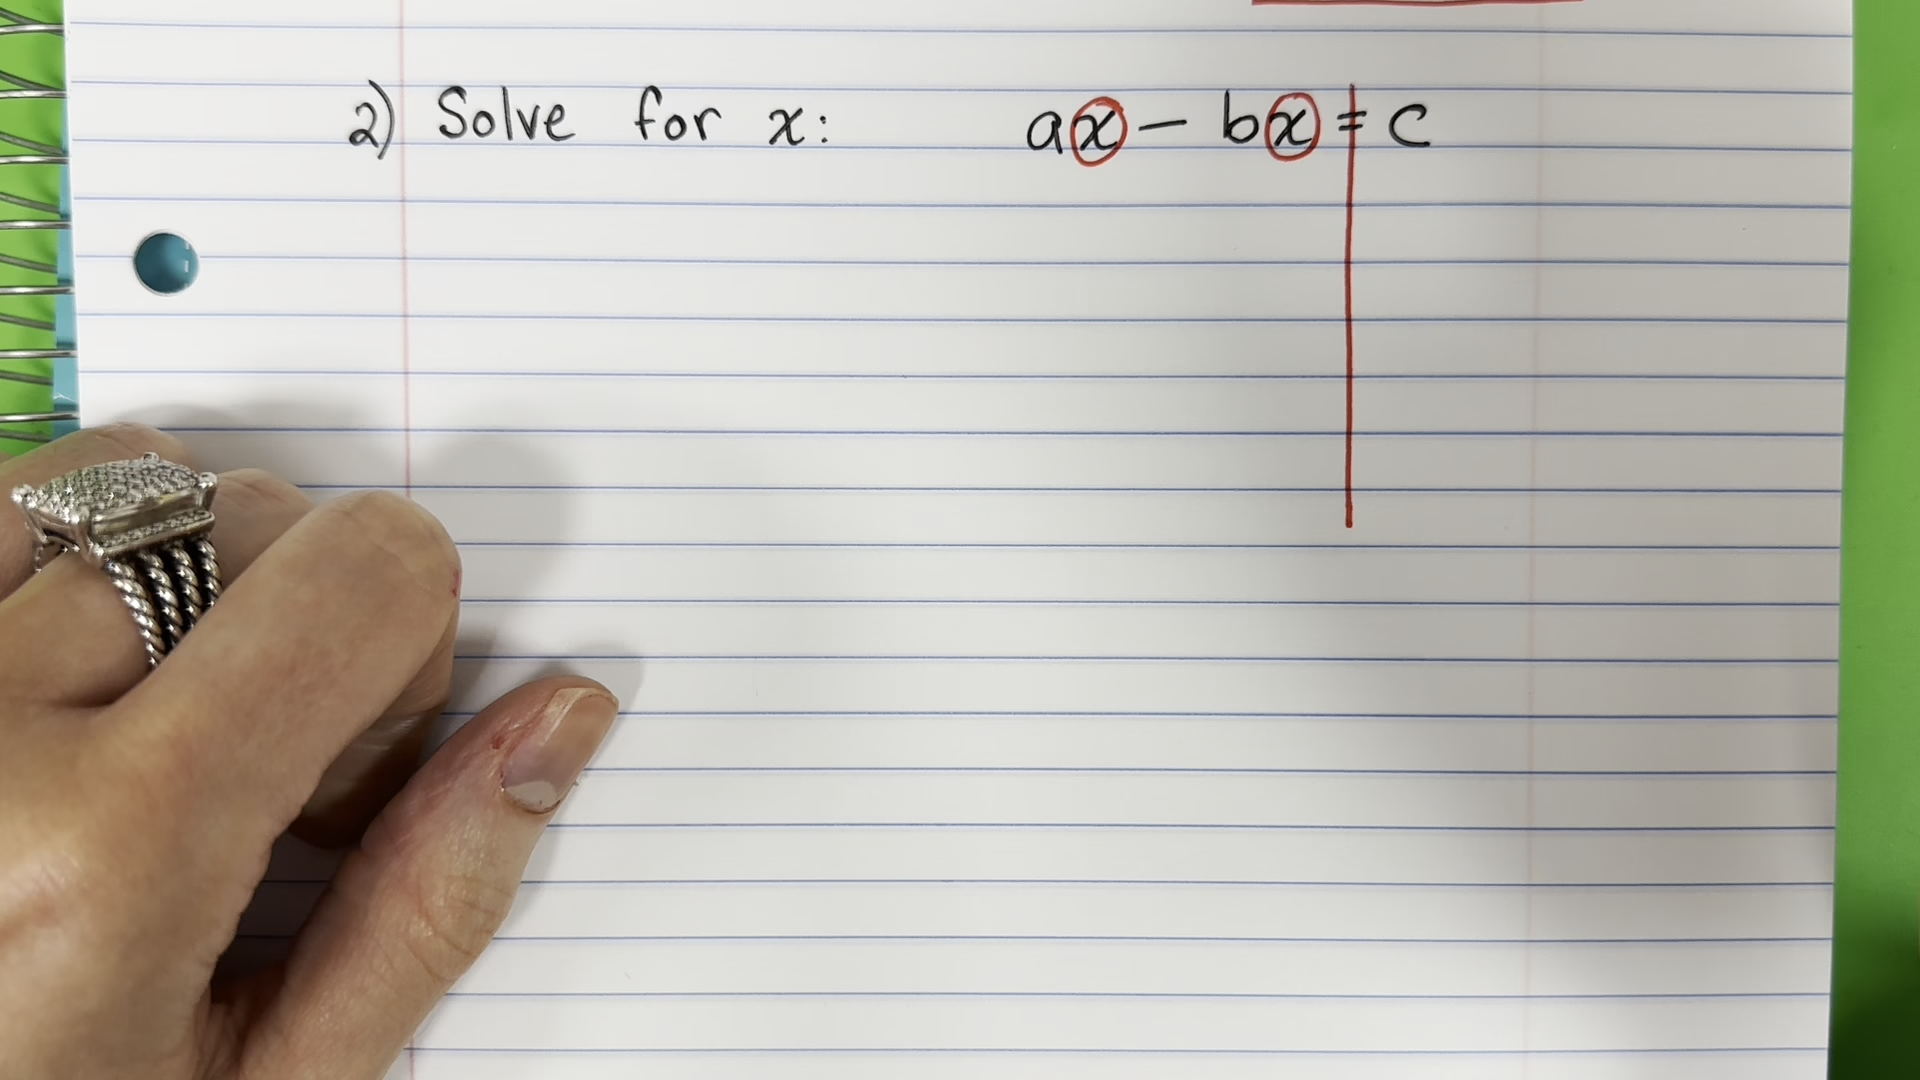 2) Solve for x: ax - bx = c